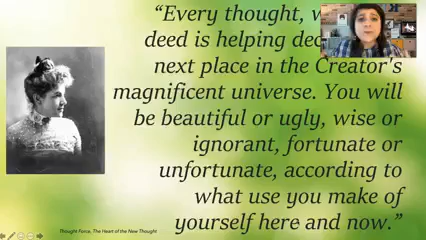 “Every thought, w
deed is helping dec
next place in the Creator's
magnificent universe. You will
be beautiful or ugly, wise or
ignorant, fortunate or
unfortunate, according to
what use you make of
yourself here and now.”
Thought Force, The Heart of the New Thought